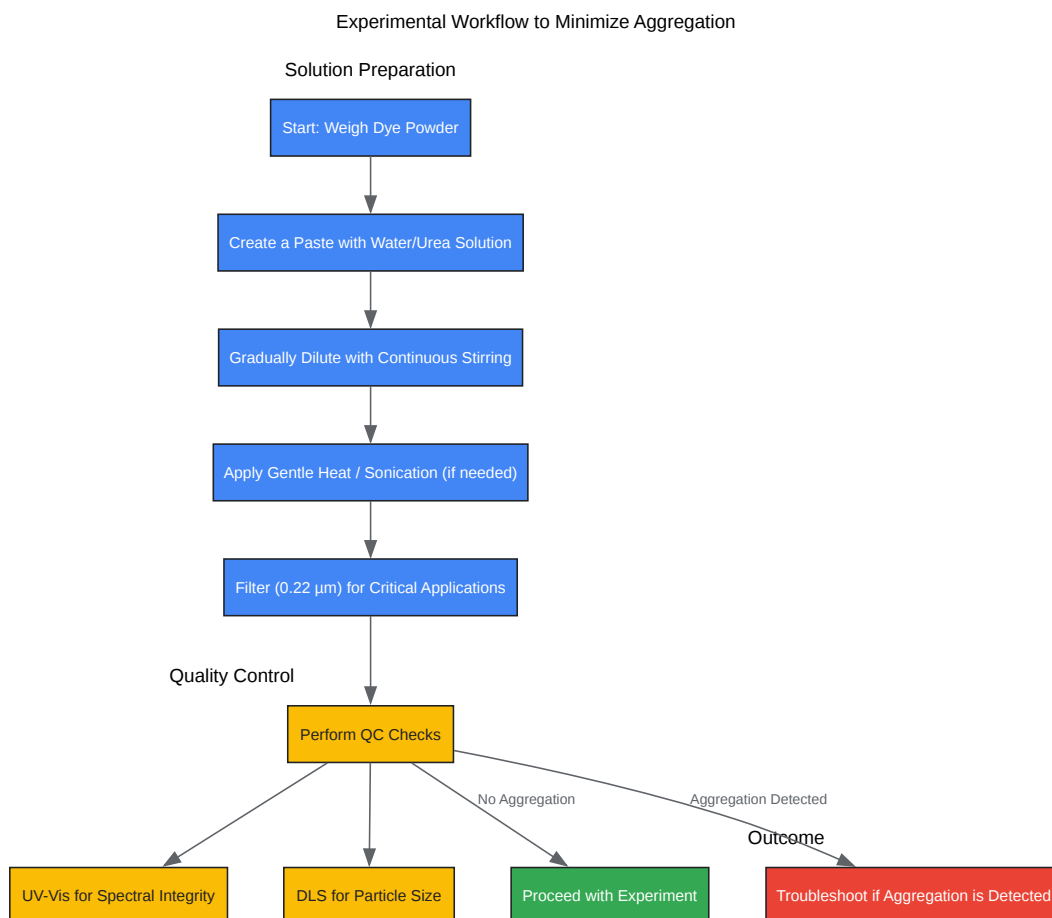 Experimental Workflow to Minimize Aggregation
Solution Preparation
Start: Weigh Dye Powder
Create a Paste with Water/Urea Solution
Gradually Dilute with Continuous Stirring
Apply Gentle Heat / Sonication (if needed)
Filter (0.22 µm) for Critical Applications
Quality Control
Perform QC Checks
No Aggregation
Aggregation Detected
Outcome
UV-Vis for Spectral Integrity
DLS for Particle Size
Proceed with Experiment
Troubleshoot if Aggregation is Detected